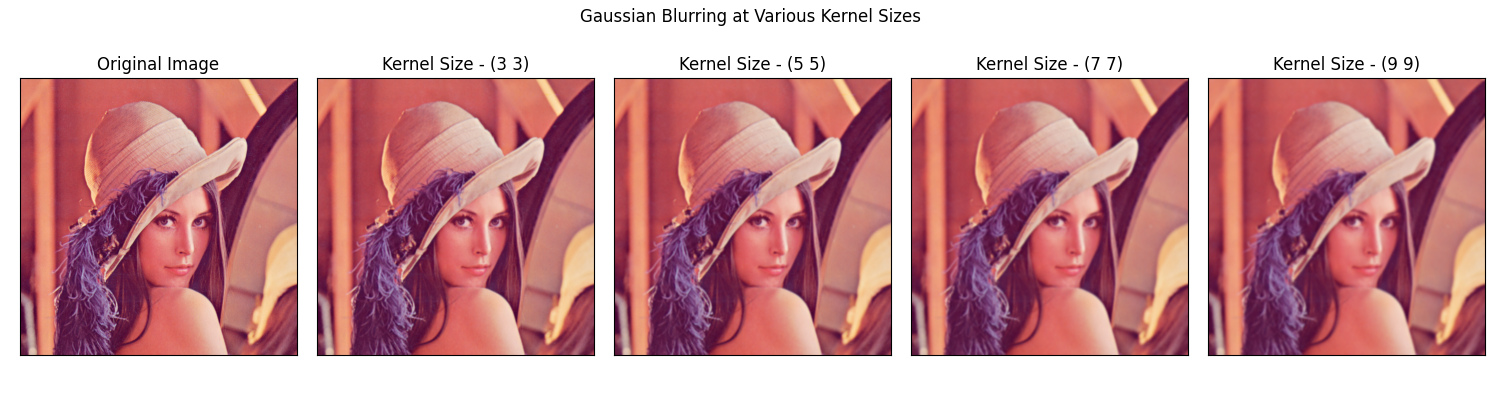 Gaussian Blurring at Various Kernel Sizes
Original Image
Kernel Size - (3 3)
Kernel Size - (5 5)
Kernel Size - (7 7)
Kernel Size - (9 9)